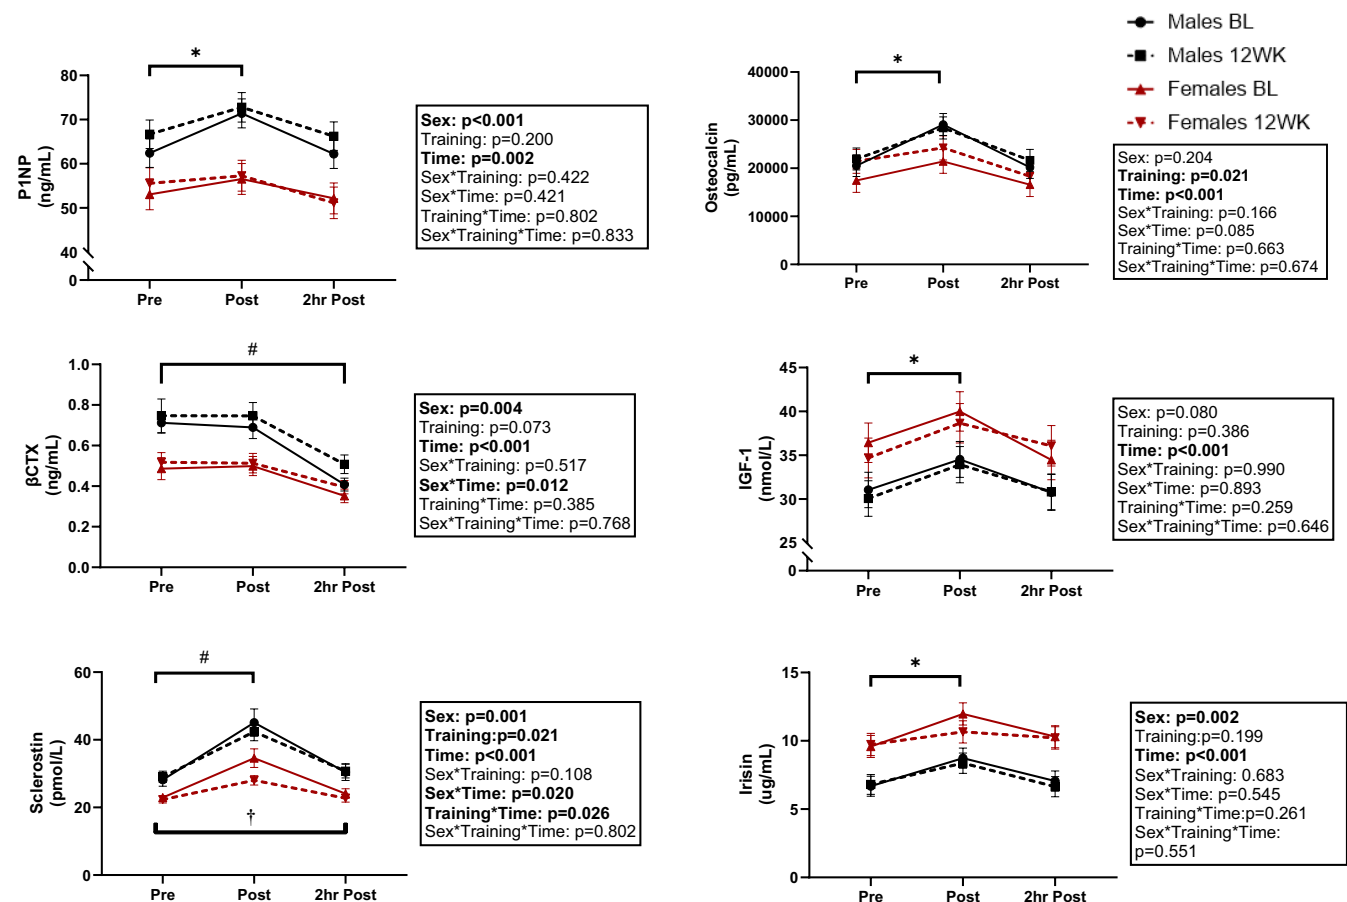 Males BL
Males 12WK
Females BL
Females 12WK
*
80
70
60
50
40
0
P1NP
(ng/mL)
Pre
Post
2hr Post
Sex: p<0.001
Training: p=0.200
Time: p=0.002
Sex*Training: p=0.422
Sex*Time: p=0.421
Training*Time: p=0.802
Sex*Training*Time: p=0.833
*
40000
30000
20000
10000
0
Osteocalcin
(pg/mL)
Pre
Post
2hr Post
Sex: p=0.204
Training: p=0.021
Time: p<0.001
Sex*Training: p=0.166
Sex*Time: p=0.085
Training*Time: p=0.663
Sex*Training*Time: p=0.674
#
1.0
0.8
0.6
0.4
0.2
0.0
βCTX
(ng/mL)
Pre
Post
2hr Post
Sex: p=0.004
Training: p=0.073
Time: p<0.001
Sex*Training: p=0.517
Sex*Time: p=0.012
Training*Time: p=0.385
Sex*Training*Time: p=0.768
*
45
40
35
30
25
0
IGF-1
(nmol/L)
Pre
Post
2hr Post
Sex: p=0.080
Training: p=0.386
Time: p<0.001
Sex*Training: p=0.990
Sex*Time: p=0.893
Training*Time: p=0.259
Sex*Training*Time: p=0.646
#
60
40
20
0
Sclerostin
(pmol/L)
†
Pre
Post
2hr Post
Sex: p=0.001
Training:p=0.021
Time: p<0.001
Sex*Training: p=0.108
Sex*Time: p=0.020
Training*Time: p=0.026
Sex*Training*Time: p=0.802
*
15
10
5
0
Irisin
(ug/mL)
Pre
Post
2hr Post
Sex: p=0.002
Training:p=0.199
Time: p<0.001
Sex*Training: 0.683
Sex*Time: p=0.545
Training*Time:p=0.261
Sex*Training*Time:
p=0.551